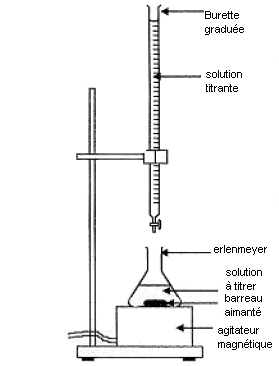 Burette
graduée
solution
titrante
erlenmeyer
solution
à titrer
barreau
aimanté
agitateur
magnétique